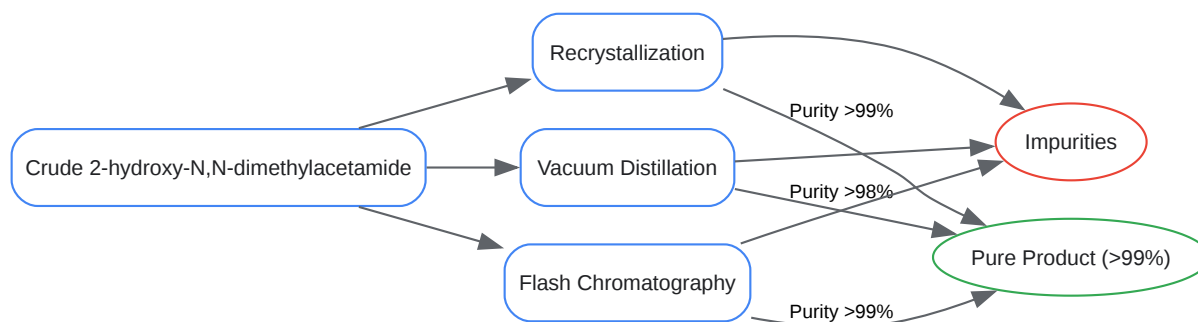 Recrystallization
Purity >99%
Impurities
Crude 2-hydroxy-N,N-dimethylacetamide
Vacuum Distillation
Purity >98%
Pure Product (>99%)
Flash Chromatography
Purity >99%